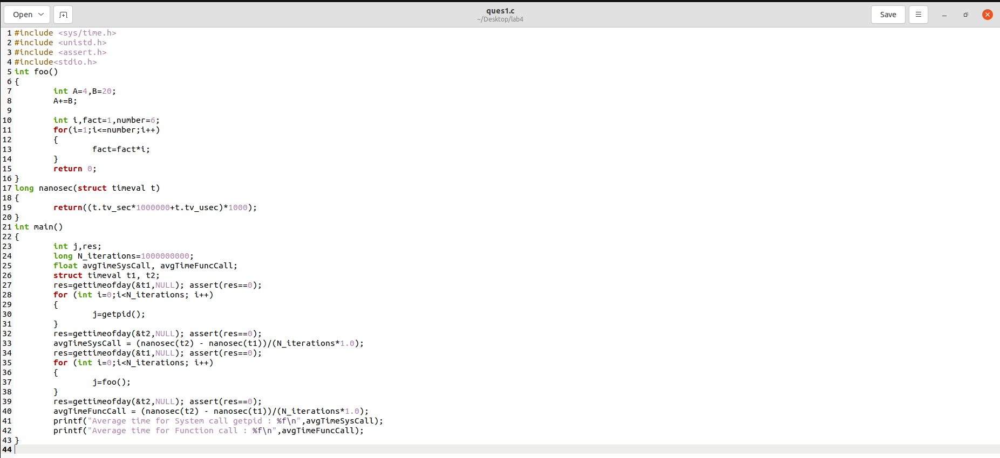 Open
ques1.c
~/Desktop/lab4
Save
1 #include <sys/time.h>
2 #include <unistd.h>
3 #include <assert.h>
4 #include<stdio.h>
5 int foo()
6 {
7         int A=4,B=20;
8         A+=B;
9
10         int i,fact=1,number=6;
11         for(i=1;i<=number;i++)
12         {
13                 fact=fact*i;
14         }
15         return 0;
16 }
17 long nanosec(struct timeval t)
18 {
19         return((t.tv_sec*1000000+t.tv_usec)*1000);
20 }
21 int main()
22 {
23         int j,res;
24         long N_iterations=1000000000;
25         float avgTimeSysCall, avgTimeFuncCall;
26         struct timeval t1, t2;
27         res=gettimeofday(&t1,NULL); assert(res==0);
28         for (int i=0;i<N_iterations; i++)
29         {
30                 j=getpid();
31         }
32         res=gettimeofday(&t2,NULL); assert(res==0);
33         avgTimeSysCall = (nanosec(t2) - nanosec(t1))/(N_iterations*1.0);
34         res=gettimeofday(&t1,NULL); assert(res==0);
35         for (int i=0;i<N_iterations; i++)
36         {
37                 j=foo();
38         }
39         res=gettimeofday(&t2,NULL); assert(res==0);
40         avgTimeFuncCall = (nanosec(t2) - nanosec(t1))/(N_iterations*1.0);
41         printf("Average time for System call getpid : %f\n",avgTimeSysCall);
42         printf("Average time for Function call : %f\n",avgTimeFuncCall);
43 }
44